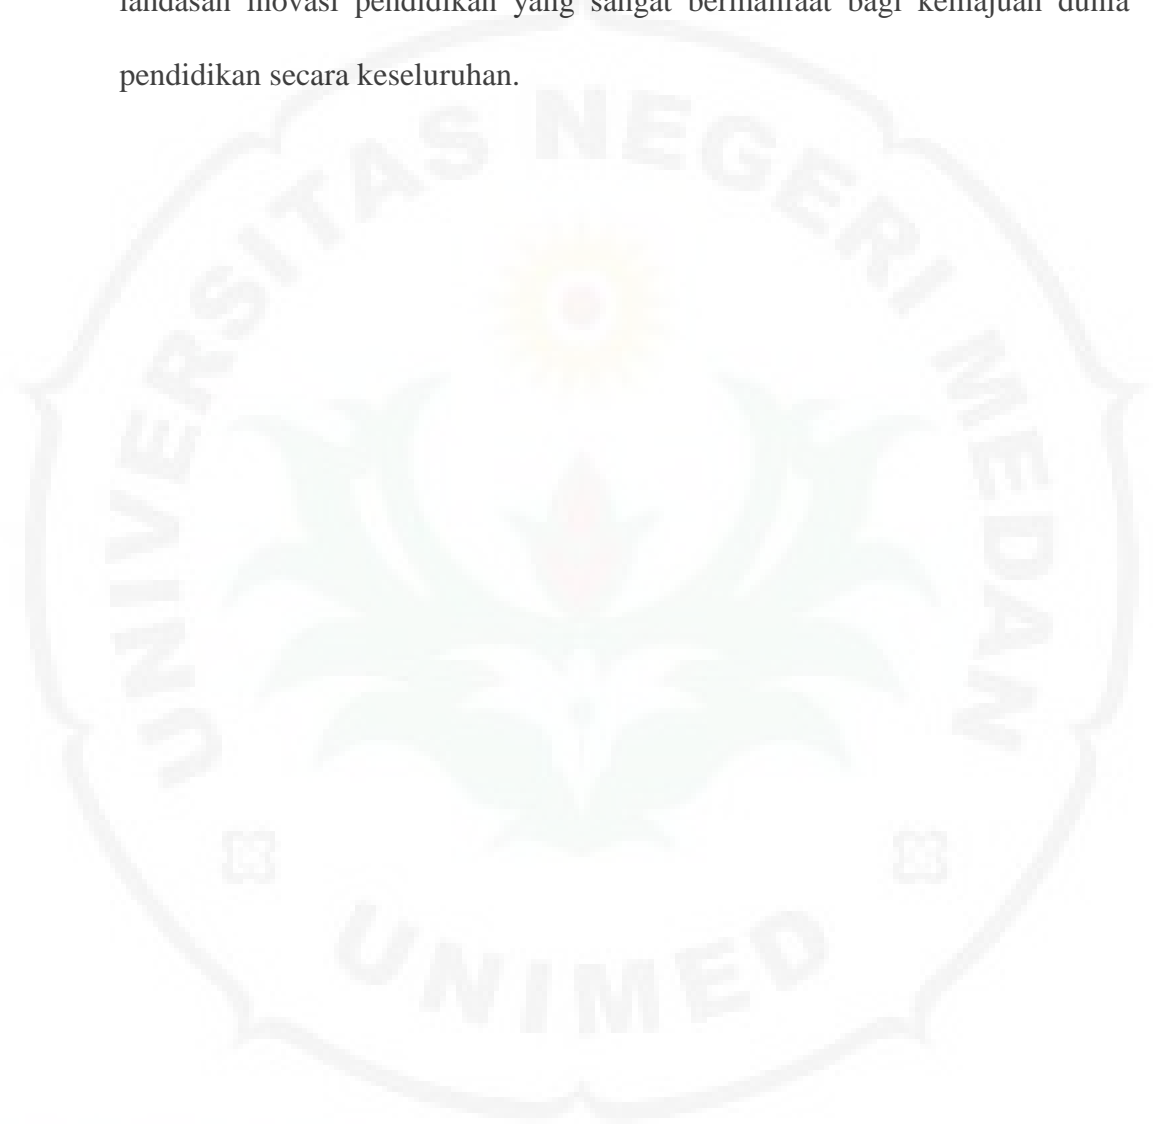 landasan inovasi pendidikan yang sangat bermanfaat bagi kemajuan dunia
pendidikan secara keseluruhan.
UNIVERSITAS NEGERI MEDAN
UNIMED